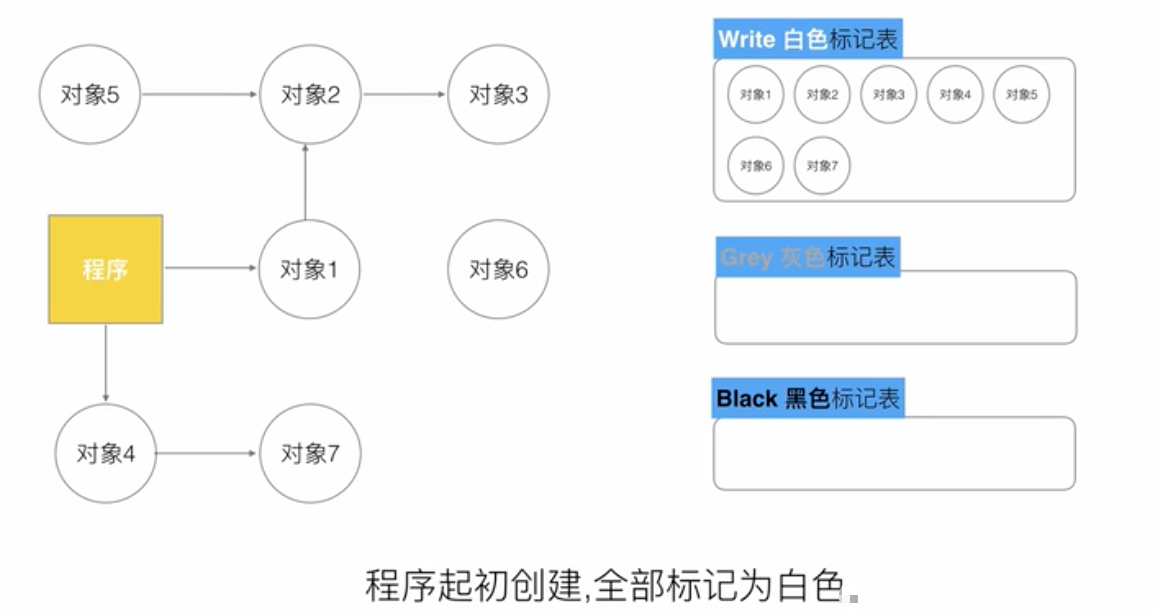 对象5
对象2
对象3
程序
对象1
对象6
对象4
对象7
Write 白色标记表
对象1 对象2 对象3 对象4 对象5
对象6 对象7
Grey 灰色标记表
Black 黑色标记表
程序起初创建,全部标记为白色